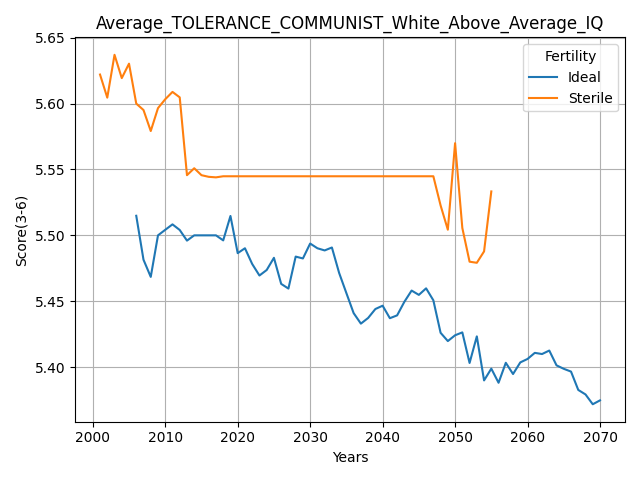 Average_TOLERANCE_COMMUNIST_White_Above_Average_IQ
Fertility
Ideal
Sterile
Score(3-6)
5.65
5.60
5.55
5.50
5.45
5.40
2000 2010 2020 2030 2040 2050 2060 2070
Years